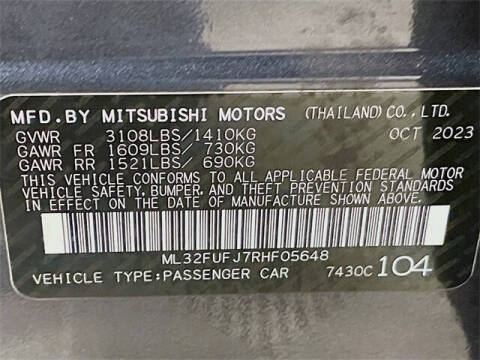 MFD.BY MITSUBISHI MOTORS (THAILAND)CO.,LTD.
GVWR 3108LBS/1410KG OCT 2023
GAWR FR 1609LBS/ 730KG
GAWR RR 1521LBS/ 690KG
THIS VEHICLE CONFORMS TO ALL APPLICABLE FEDERAL MOTOR
VEHICLE SAFETY, BUMPER, AND THEFT PREVENTION STANDARDS
IN EFFECT ON THE DATE OF MANUFACTURE SHOWN ABOVE.
ML32FUFJ7RHF05648
VEHICLE TYPE:PASSENGER CAR 7430C 104